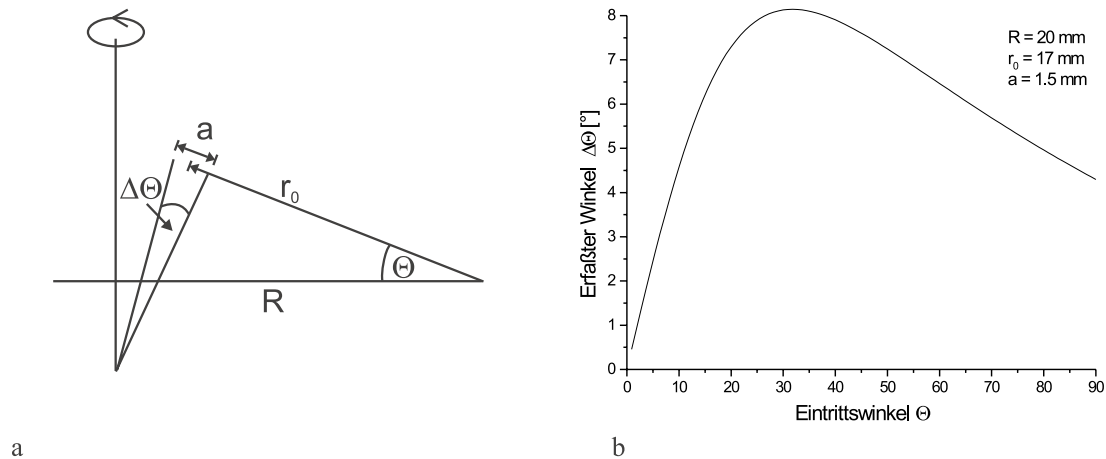 a
ΔΘ
r₀
Θ
R
a
Erfaßter Winkel ΔΘ [°]
8
7
6
5
4
3
2
1
0
R = 20 mm
r₀ = 17 mm
a = 1.5 mm
0 10 20 30 40 50 60 70 80 90
Eintrittswinkel Θ
b